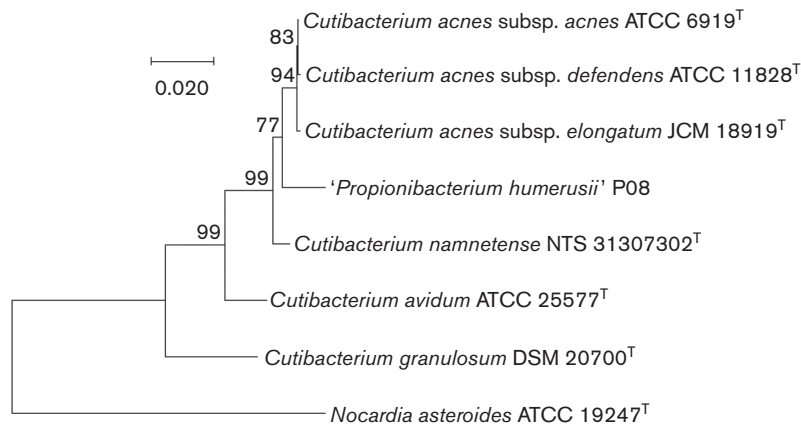 Cutibacterium acnes subsp. acnes ATCC 6919ᵀ
83
0.020
94
Cutibacterium acnes subsp. defendens ATCC 11828ᵀ
77
Cutibacterium acnes subsp. elongatum JCM 18919ᵀ
99
‘Propionibacterium humerusii’ P08
99
Cutibacterium namnetense NTS 31307302ᵀ
Cutibacterium avidum ATCC 25577ᵀ
Cutibacterium granulosum DSM 20700ᵀ
Nocardia asteroides ATCC 19247ᵀ